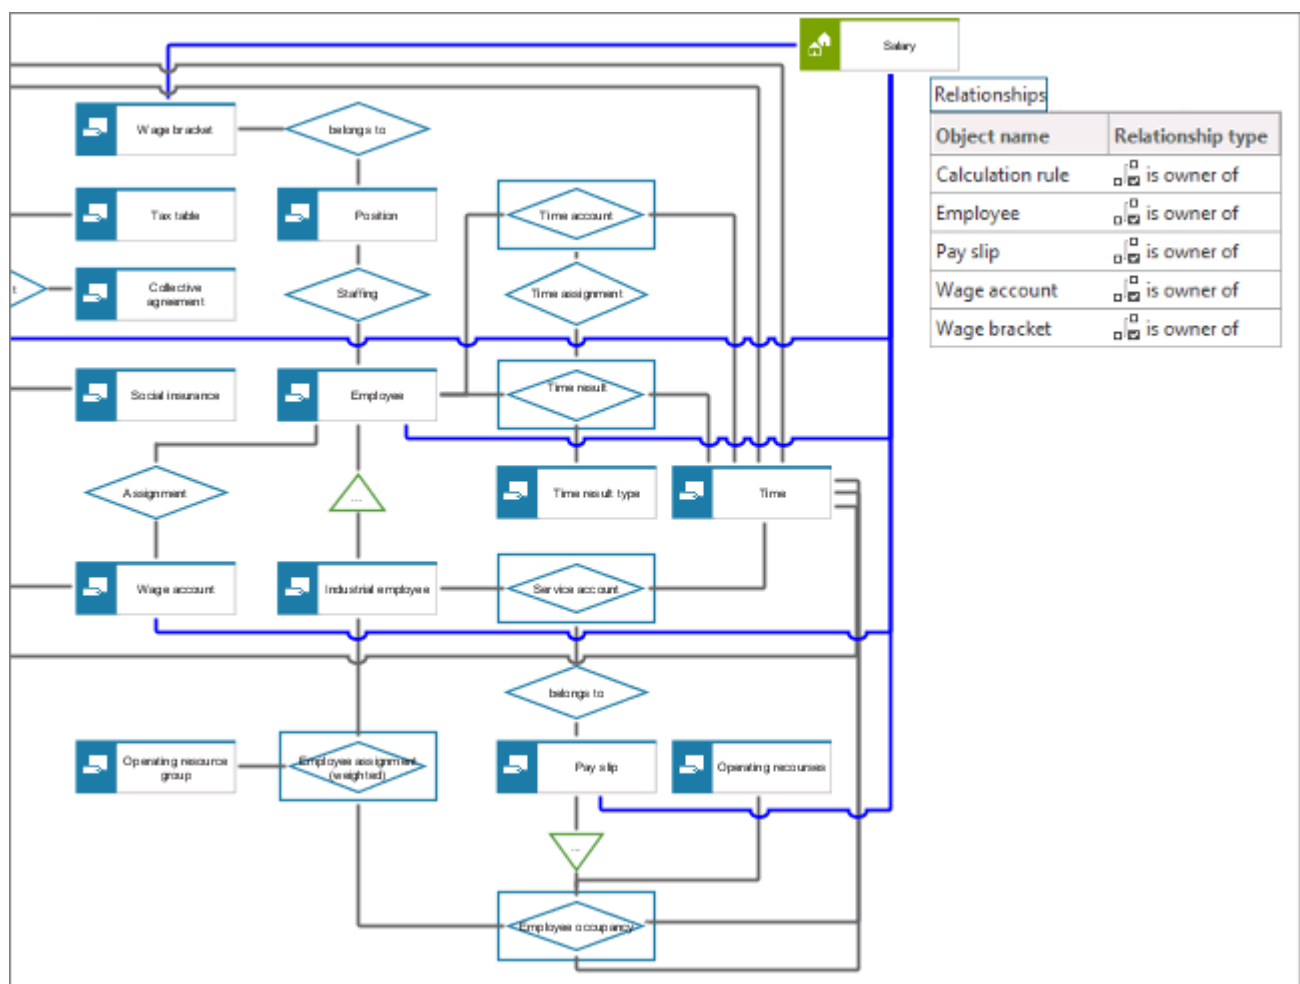 Salary
Relationships
Object name Relationship type
Calculation rule is owner of
Employee is owner of
Pay slip is owner of
Wage account is owner of
Wage bracket is owner of
Wage bracket
belongs to
Tax table
Position
Time account
t
Collective
agreement
Staffing
Time assignment
Social insurance
Employee
Time result
Assignment
...
Time result type
Time
Wage account
Industrial employee
Service account
belongs to
Operating resource
group
Employee assignment
(weighted)
Pay slip
Operating recourses
...
Employee occupancy